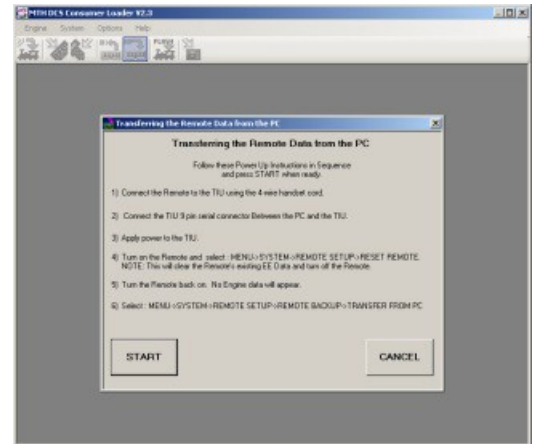 MTH DCS Consumer Loader V2.3
Engine System Options Help
Transferring the Remote Data from the PC
Transferring the Remote Data from the PC
Follow these Power Up Instructions in Sequence
and press START when ready.
1) Connect the Remote to the TIU using the 4 wire handset cord.
2) Connect the TIU 9 pin serial connector Between the PC and the TIU.
3) Apply power to the TIU.
4) Turn on the Remote and select : MENU->SYSTEM->REMOTE SETUP->RESET REMOTE.
NOTE: This will clear the Remote's existing EE Data and turn off the Remote.
5) Turn the Remote back on. No Engine data will appear.
6) Select : MENU->SYSTEM->REMOTE SETUP->REMOTE BACKUP->TRANSFER FROM PC
START CANCEL